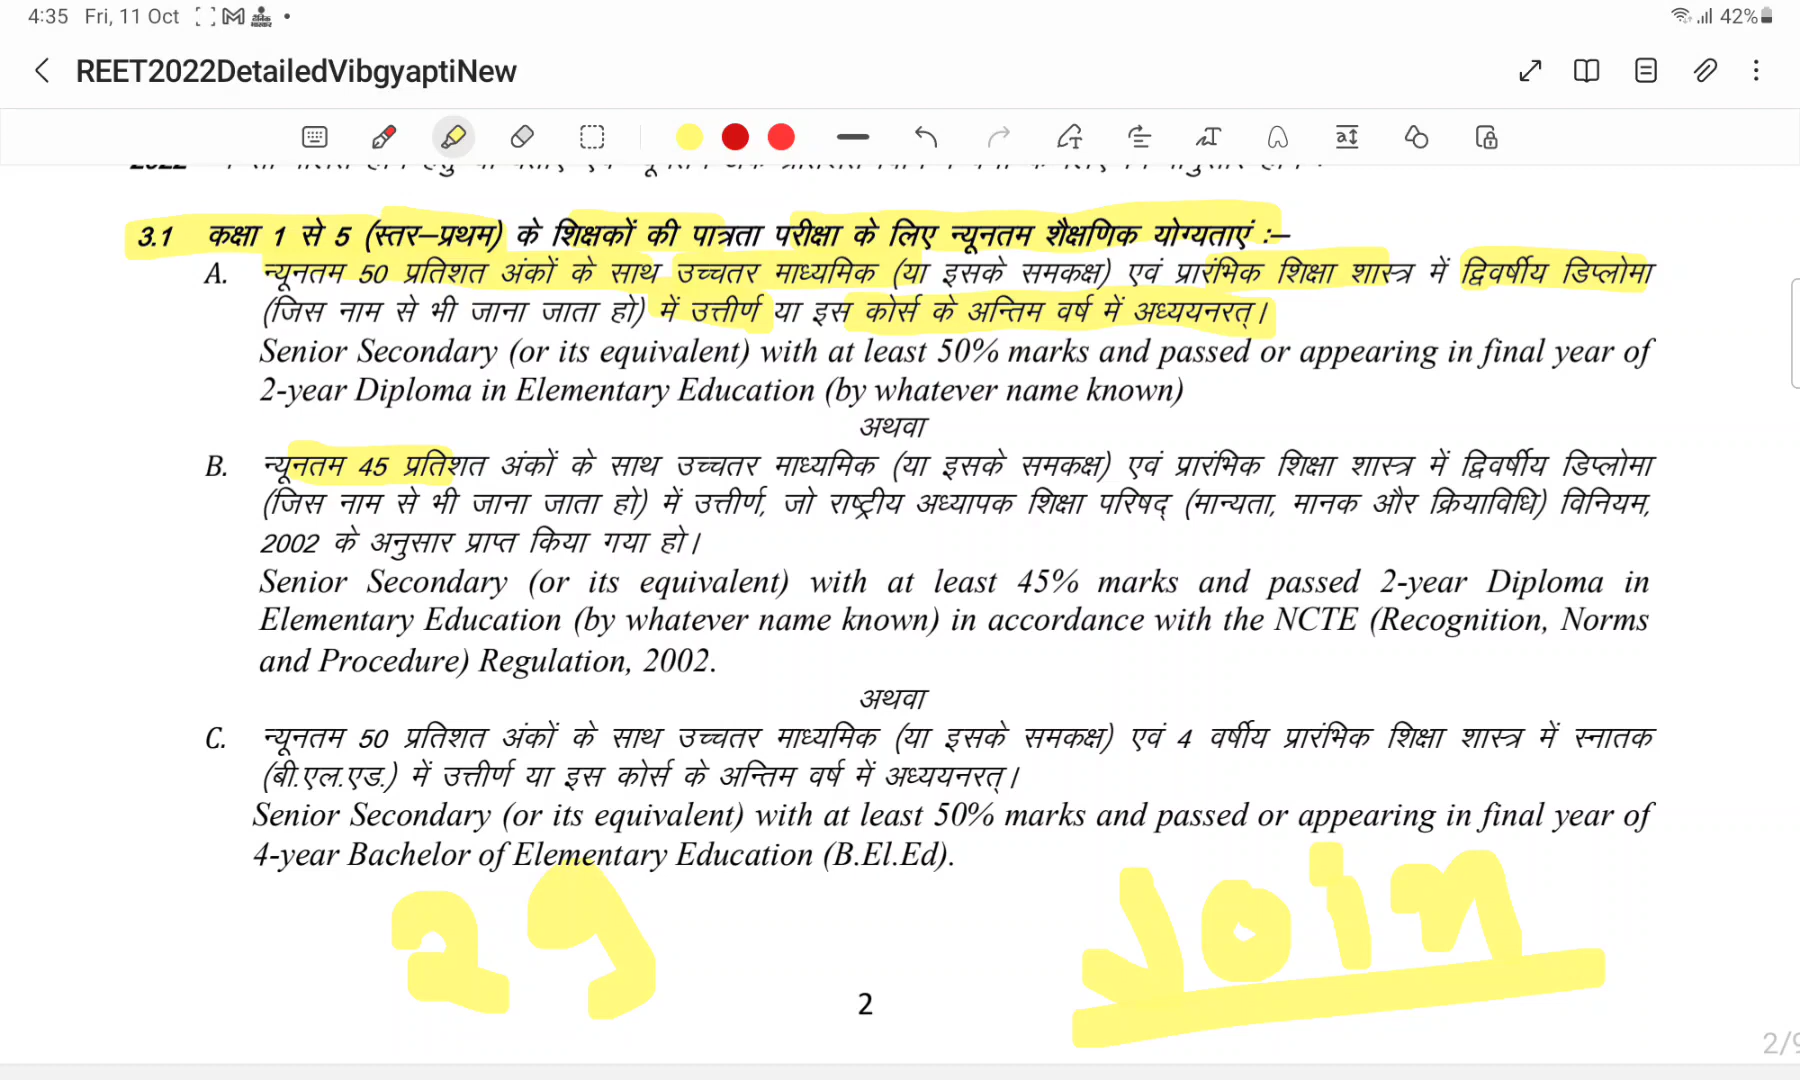 4:35 Fri, 11 Oct
42%
REET2022DetailedVibgyaptiNew
3.1 कक्षा 1 से 5 (स्तर–प्रथम) के शिक्षकों की पात्रता परीक्षा के लिए न्यूनतम शैक्षणिक योग्यताएं :–
A. न्यूनतम 50 प्रतिशत अंकों के साथ उच्चतर माध्यमिक (या इसके समकक्ष) एवं प्रारंभिक शिक्षा शास्त्र में द्विवर्षीय डिप्लोमा
(जिस नाम से भी जाना जाता हो) में उत्तीर्ण या इस कोर्स के अन्तिम वर्ष में अध्ययनरत्।
Senior Secondary (or its equivalent) with at least 50% marks and passed or appearing in final year of
2-year Diploma in Elementary Education (by whatever name known)
अथवा
B. न्यूनतम 45 प्रतिशत अंकों के साथ उच्चतर माध्यमिक (या इसके समकक्ष) एवं प्रारंभिक शिक्षा शास्त्र में द्विवर्षीय डिप्लोमा
(जिस नाम से भी जाना जाता हो) में उत्तीर्ण, जो राष्ट्रीय अध्यापक शिक्षा परिषद् (मान्यता, मानक और क्रियाविधि) विनियम,
2002 के अनुसार प्राप्त किया गया हो।
Senior Secondary (or its equivalent) with at least 45% marks and passed 2-year Diploma in
Elementary Education (by whatever name known) in accordance with the NCTE (Recognition, Norms
and Procedure) Regulation, 2002.
अथवा
C. न्यूनतम 50 प्रतिशत अंकों के साथ उच्चतर माध्यमिक (या इसके समकक्ष) एवं 4 वर्षीय प्रारंभिक शिक्षा शास्त्र में स्नातक
(बी.एल.एड.) में उत्तीर्ण या इस कोर्स के अन्तिम वर्ष में अध्ययनरत्।
Senior Secondary (or its equivalent) with at least 50% marks and passed or appearing in final year of
4-year Bachelor of Elementary Education (B.El.Ed).
29 Join
2